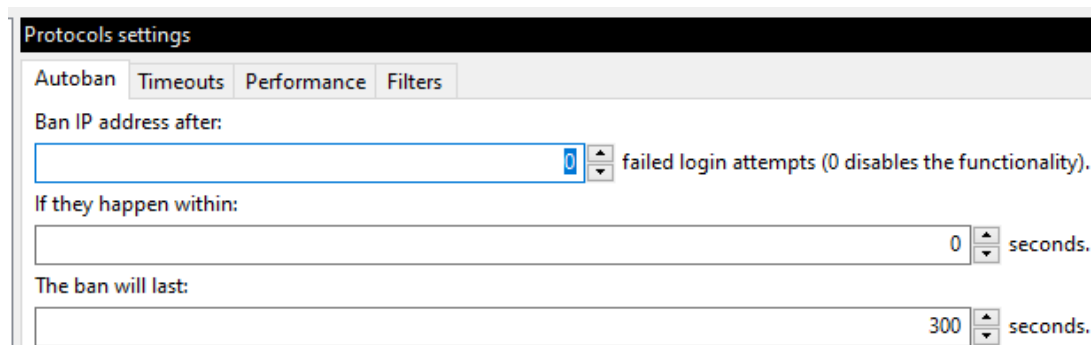 Protocols settings
Autoban Timeouts Performance Filters
Ban IP address after:
0 failed login attempts (0 disables the functionality).
If they happen within:
0 seconds.
The ban will last:
300 seconds.